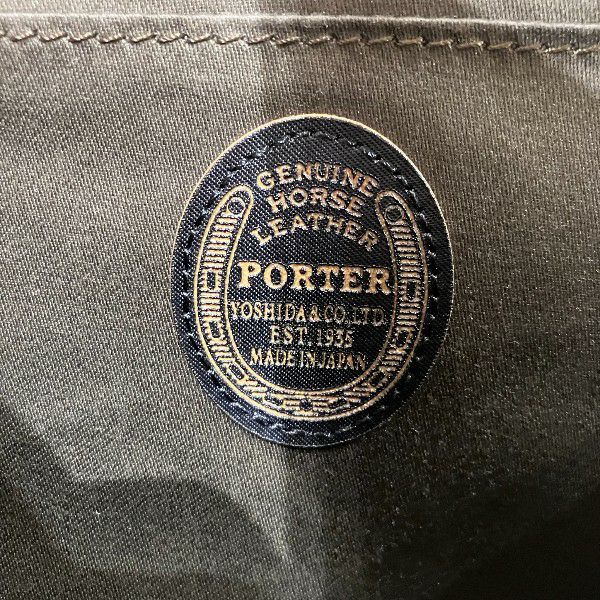 GENUINE
HORSE
LEATHER
PORTER
YOSHIDA & CO., LTD.
EST. 1935
MADE IN JAPAN